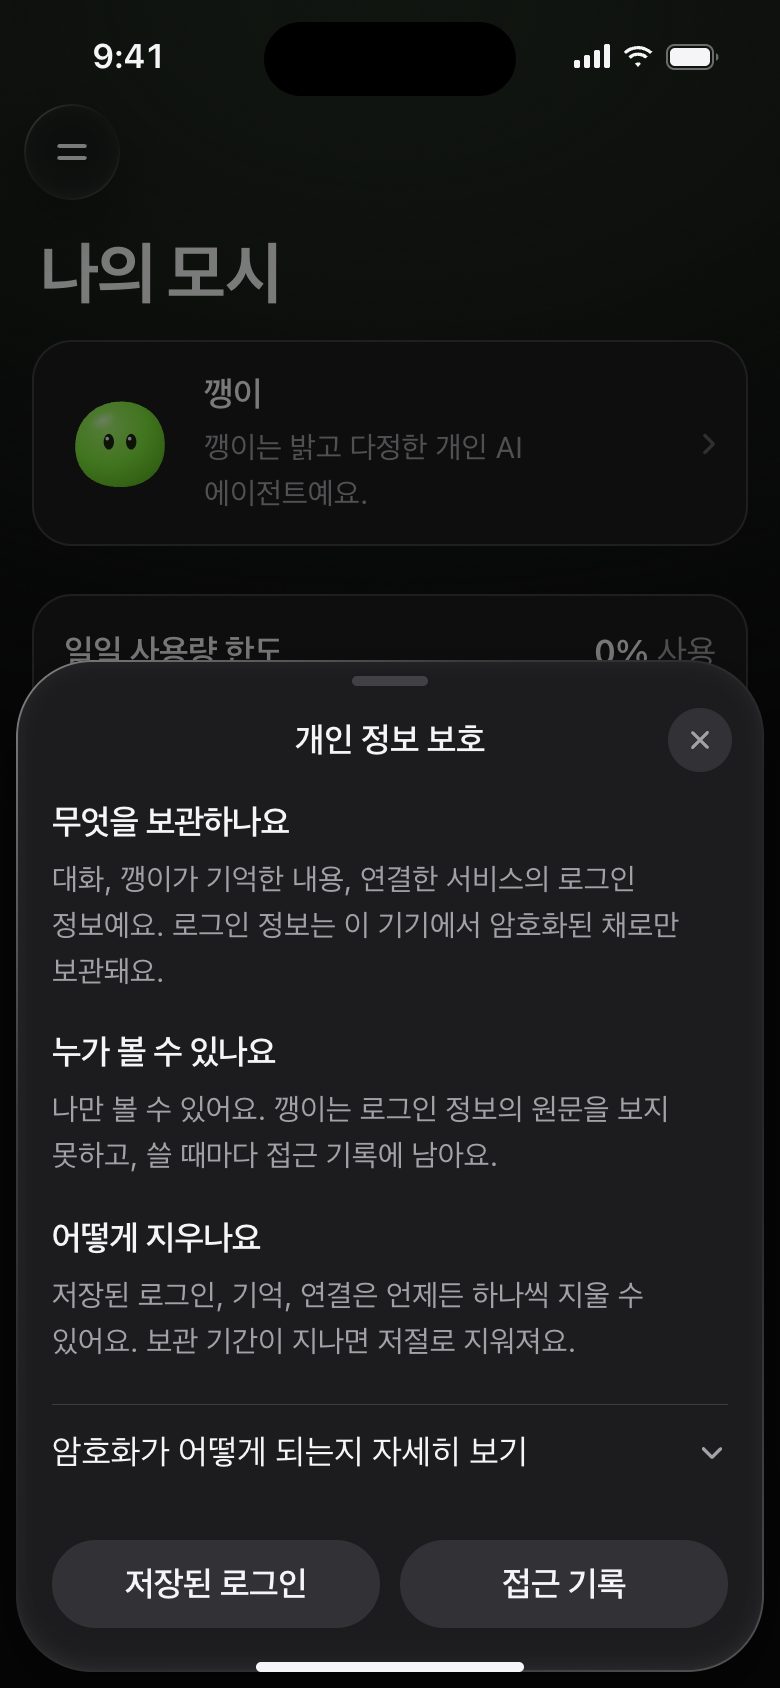 9:41
나의 모시
깽이
깽이는 밝고 다정한 개인 AI
에이전트예요.
일일 사용량 한도
0% 사용
개인 정보 보호
무엇을 보관하나요
대화, 깽이가 기억한 내용, 연결한 서비스의 로그인
정보예요. 로그인 정보는 이 기기에서 암호화된 채로만
보관돼요.
누가 볼 수 있나요
나만 볼 수 있어요. 깽이는 로그인 정보의 원문을 보지
못하고, 쓸 때마다 접근 기록에 남아요.
어떻게 지우나요
저장된 로그인, 기억, 연결은 언제든 하나씩 지울 수
있어요. 보관 기간이 지나면 저절로 지워져요.
암호화가 어떻게 되는지 자세히 보기
저장된 로그인
접근 기록